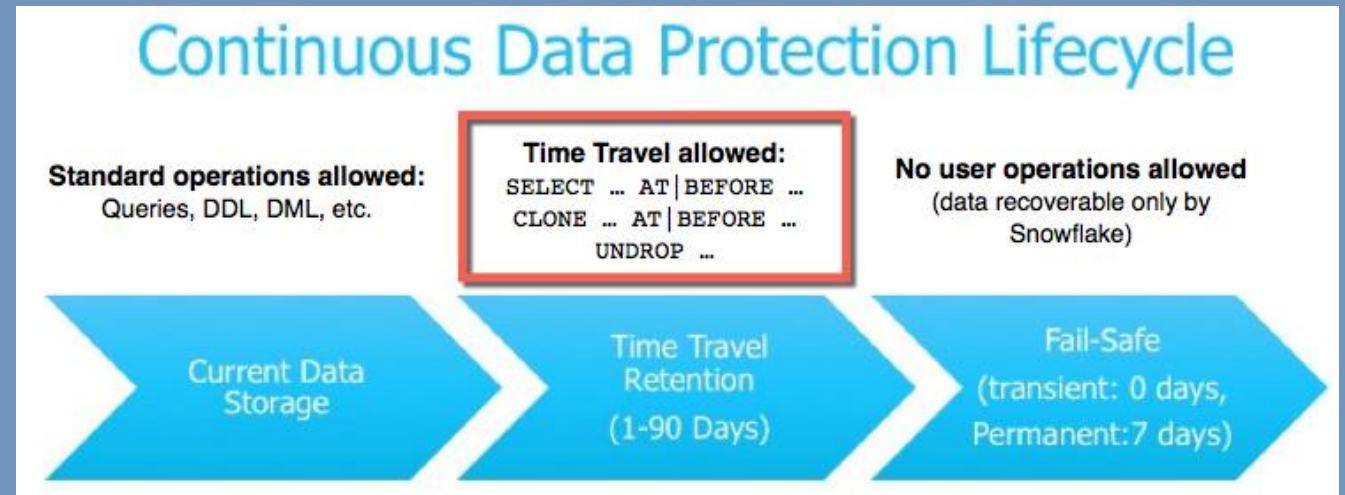 Continuous Data Protection Lifecycle
Standard operations allowed:
Queries, DDL, DML, etc.
Time Travel allowed:
SELECT … AT|BEFORE …
CLONE … AT|BEFORE …
UNDROP …
No user operations allowed
(data recoverable only by
Snowflake)
Current Data
Storage
Time Travel
Retention
(1-90 Days)
Fail-Safe
(transient: 0 days,
Permanent:7 days)